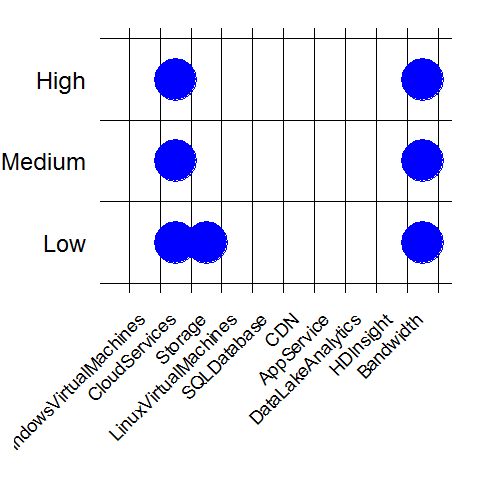 High
Medium
Low
ndowsVirtualMachines
CloudServices
Storage
LinuxVirtualMachines
SQLDatabase
CDN
AppService
DataLakeAnalytics
HDInsight
Bandwidth